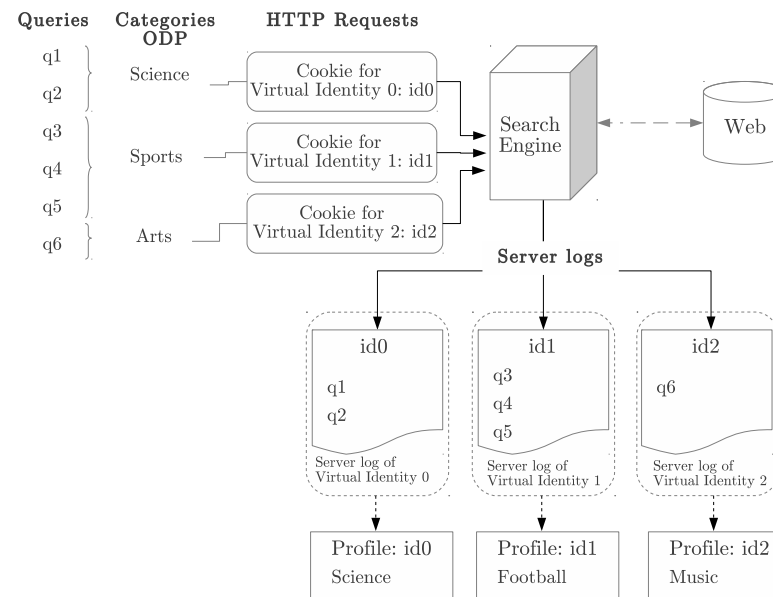 Queries
Categories
ODP
HTTP Requests
q1
q2
q3
q4
q5
q6
Science
Sports
Arts
Cookie for
Virtual Identity 0: id0
Cookie for
Virtual Identity 1: id1
Cookie for
Virtual Identity 2: id2
Search
Engine
Web
Server logs
id0
q1
q2
Server log of
Virtual Identity 0
id1
q3
q4
q5
Server log of
Virtual Identity 1
id2
q6
Server log of
Virtual Identity 2
Profile: id0
Science
Profile: id1
Football
Profile: id2
Music